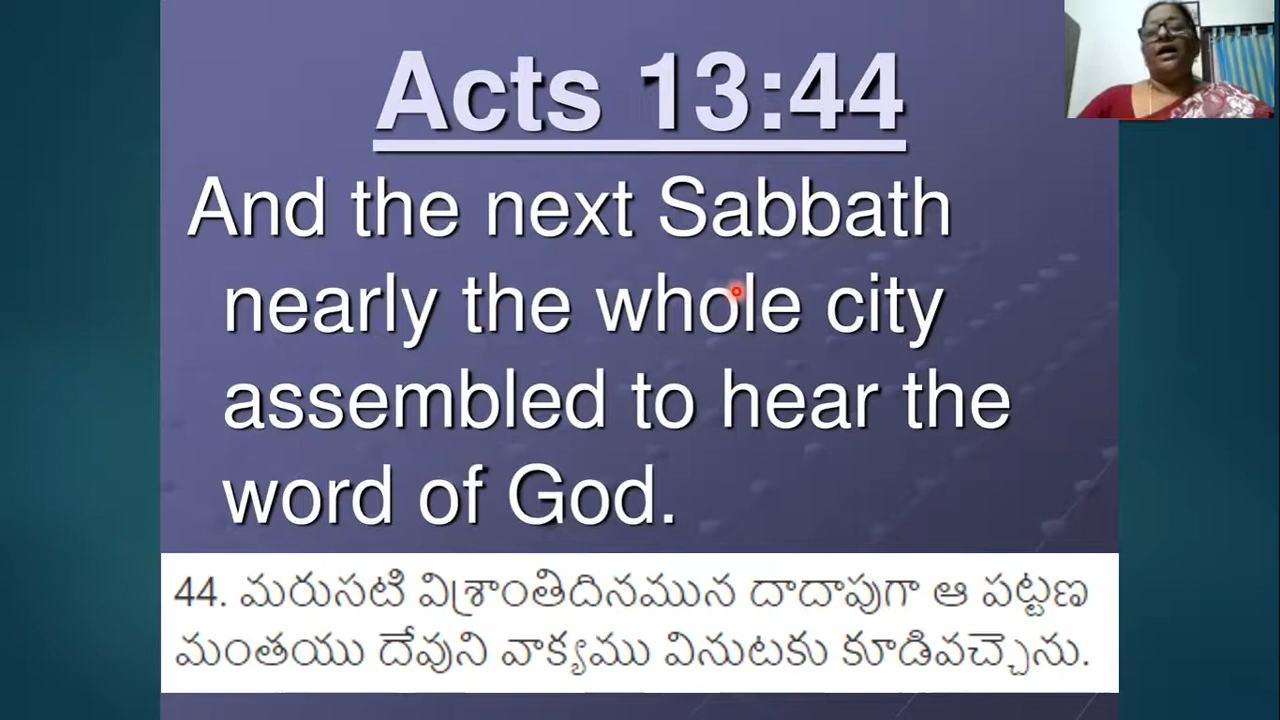 Acts 13:44
And the next Sabbath
nearly the whole city
assembled to hear the
word of God.
44. మరుసటి విశ్రాంతిదినమున దాదాపుగా ఆ పట్టణ
మంతయు దేవుని వాక్యము వినుటకు కూడివచ్చెను.